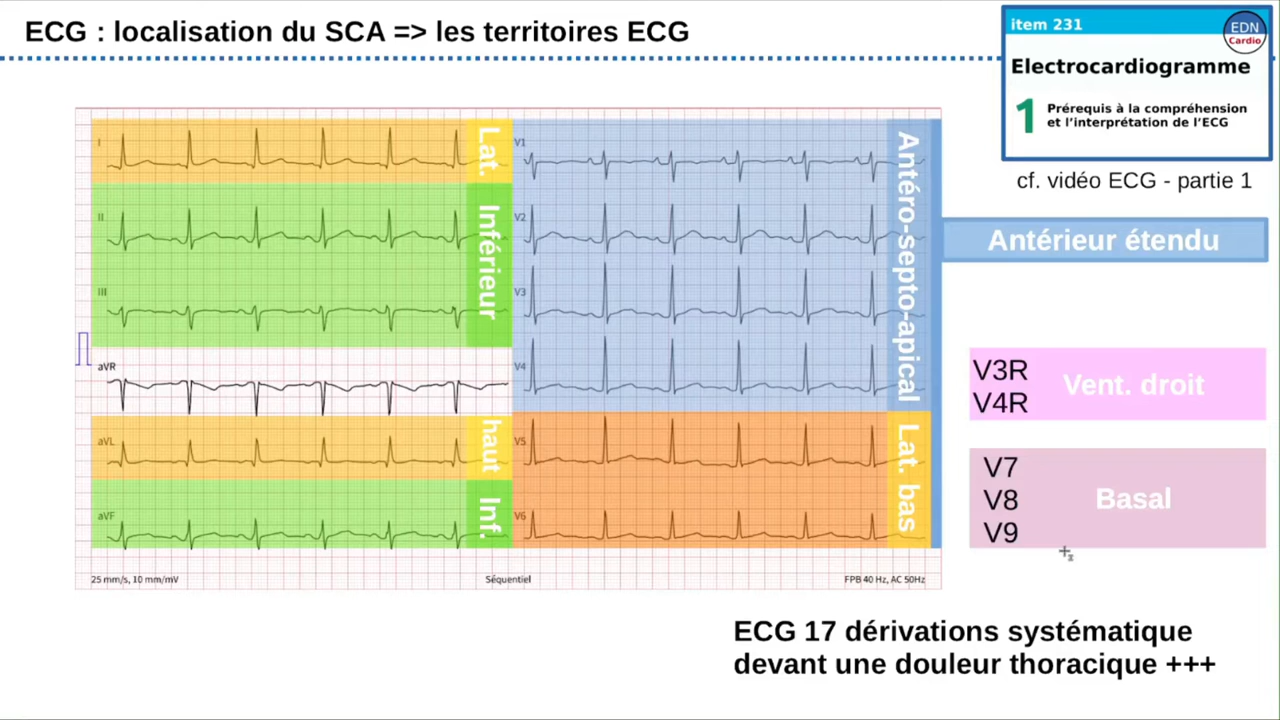 ECG : localisation du SCA => les territoires ECG
item 231
EDN
Cardio
Electrocardiogramme
1
Prérequis à la compréhension
et l'interprétation de l'ECG
cf. vidéo ECG - partie 1
I
II
III
aVR
aVL
aVF
Lat.
Inférieur
haut
Inf.
V1
V2
V3
V4
V5
V6
Antéro-septo-apical
Lat. bas
Antérieur étendu
V3R
V4R
Vent. droit
V7
V8
V9
Basal
25 mm/s, 10 mm/mV
Séquentiel
FPB 40 Hz, AC 50Hz
ECG 17 dérivations systématique
devant une douleur thoracique +++